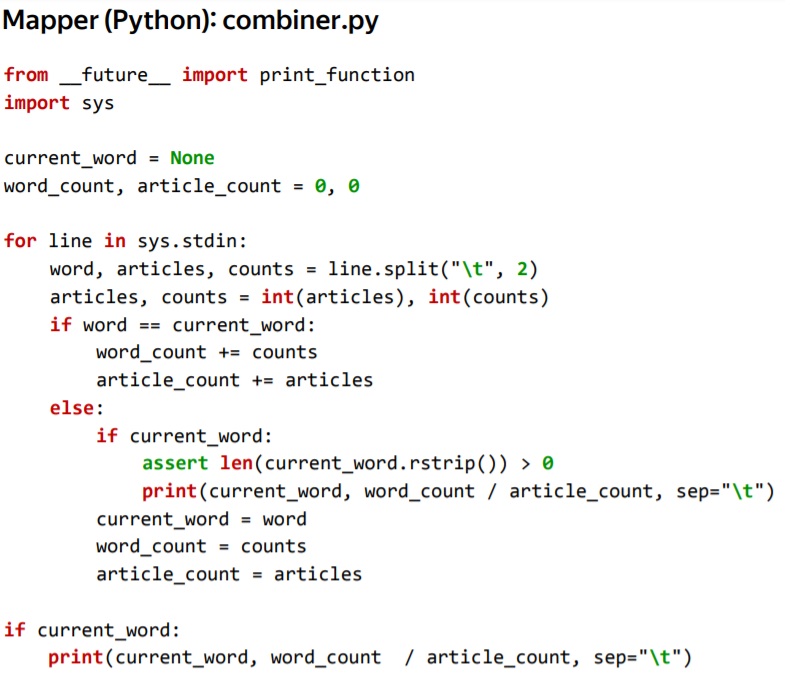 Mapper (Python): combiner.py
from __future__ import print_function
import sys
current_word = None
word_count, article_count = 0, 0
for line in sys.stdin:
    word, articles, counts = line.split("\t", 2)
    articles, counts = int(articles), int(counts)
    if word == current_word:
        word_count += counts
        article_count += articles
    else:
        if current_word:
            assert len(current_word.rstrip()) > 0
            print(current_word, word_count / article_count, sep="\t")
        current_word = word
        word_count = counts
        article_count = articles
if current_word:
    print(current_word, word_count  / article_count, sep="\t")